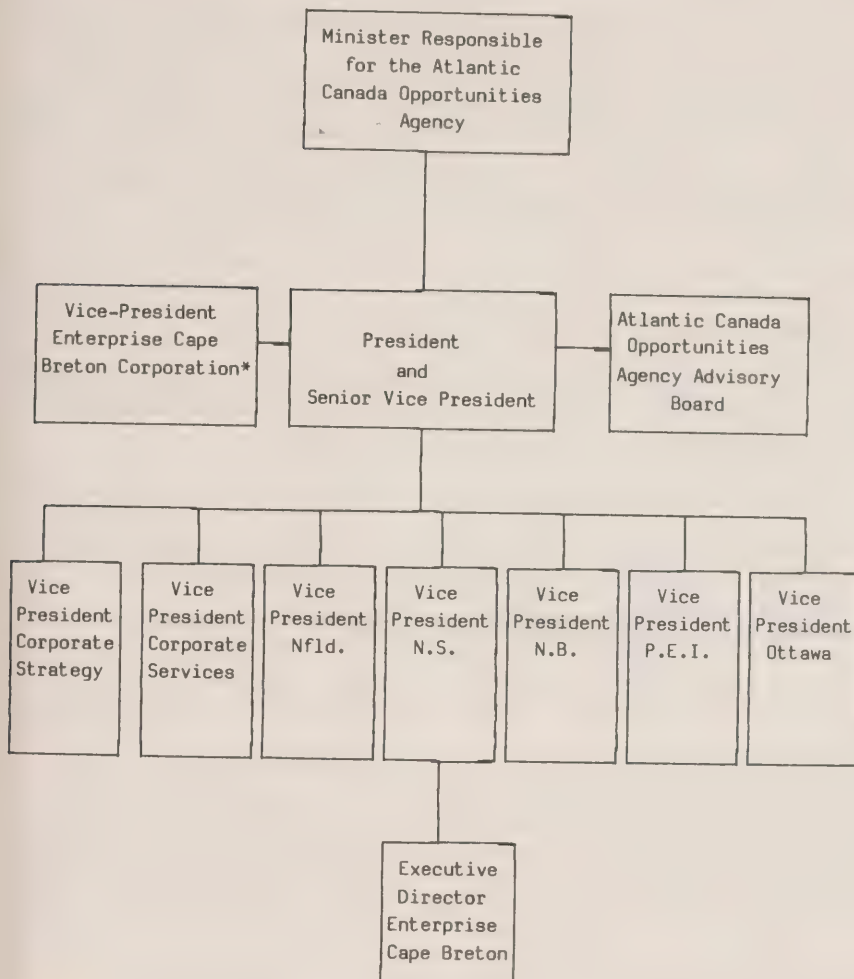 Minister Responsible
for the Atlantic
Canada Opportunities
Agency
Vice-President
Enterprise Cape
Breton Corporation*
President
and
Senior Vice President
Atlantic Canada
Opportunities
Agency Advisory
Board
Vice
President
Corporate
Strategy
Vice
President
Corporate
Services
Vice
President
Nfld.
Vice
President
N.S.
Vice
President
N.B.
Vice
President
P.E.I.
Vice
President
Ottawa
Executive
Director
Enterprise
Cape Breton